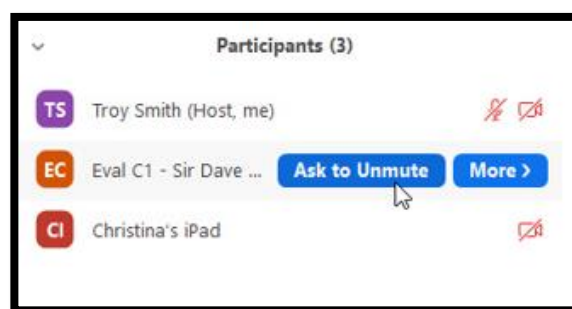 Participants (3)
TS Troy Smith (Host, me)
EC Eval C1 - Sir Dave ... Ask to Unmute More >
CI Christina's iPad